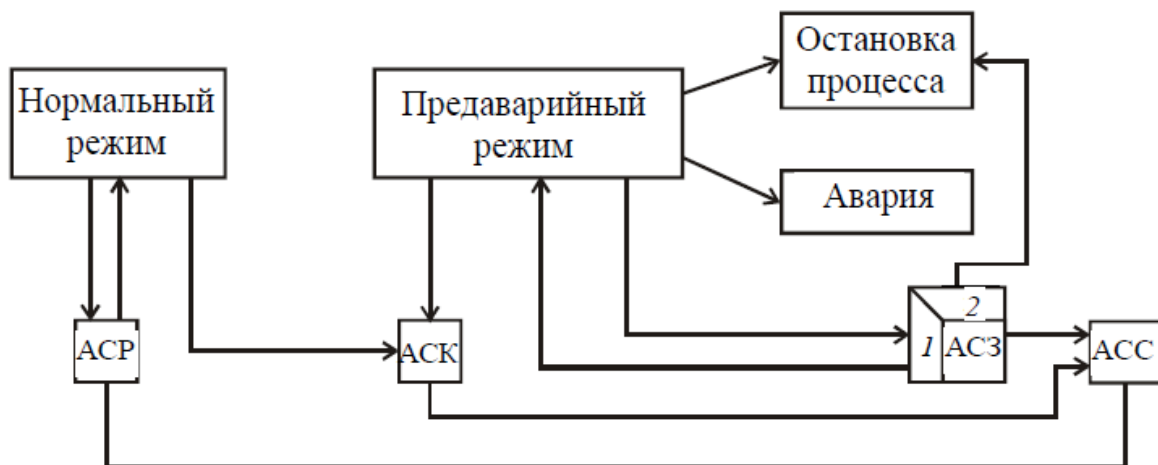 Нормальный
режим
Предаварийный
режим
Остановка
процесса
Авария
АСР
АСК
1
2
АСЗ
АСС